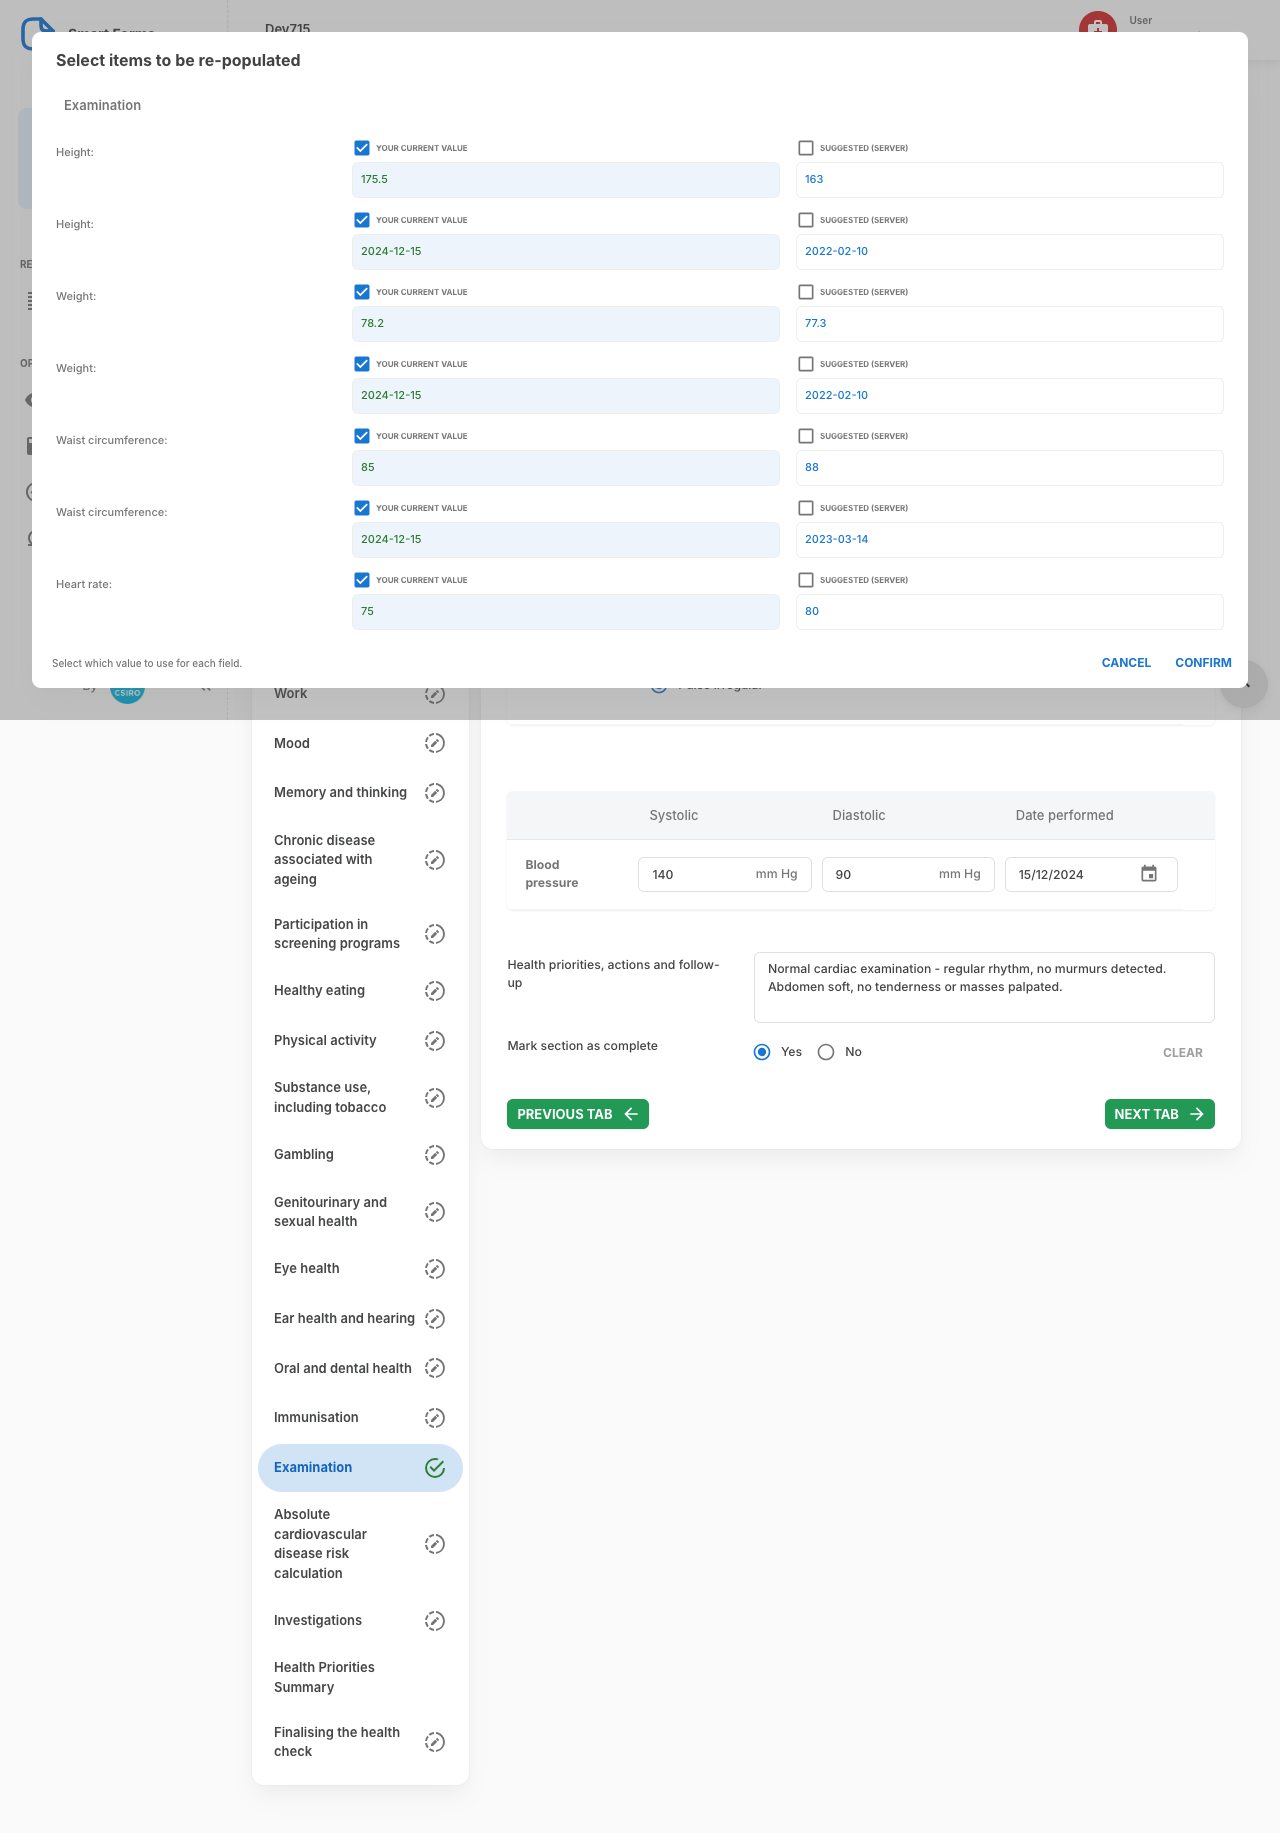 Dev715
User
Select items to be re-populated
Examination
Height:
YOUR CURRENT VALUE
SUGGESTED (SERVER)
175.5
163
Height:
YOUR CURRENT VALUE
SUGGESTED (SERVER)
2024-12-15
2022-02-10
Weight:
YOUR CURRENT VALUE
SUGGESTED (SERVER)
78.2
77.3
Weight:
YOUR CURRENT VALUE
SUGGESTED (SERVER)
2024-12-15
2022-02-10
Waist circumference:
YOUR CURRENT VALUE
SUGGESTED (SERVER)
85
88
Waist circumference:
YOUR CURRENT VALUE
SUGGESTED (SERVER)
2024-12-15
2023-03-14
Heart rate:
YOUR CURRENT VALUE
SUGGESTED (SERVER)
75
80
Select which value to use for each field.
CANCEL
CONFIRM
CSIRO
Work
Mood
Memory and thinking
Chronic disease
associated with
ageing
Participation in
screening programs
Healthy eating
Physical activity
Substance use,
including tobacco
Gambling
Genitourinary and
sexual health
Eye health
Ear health and hearing
Oral and dental health
Immunisation
Examination
Absolute
cardiovascular
disease risk
calculation
Investigations
Health Priorities
Summary
Finalising the health
check
Systolic
Diastolic
Date performed
Blood
pressure
140 mm Hg
90 mm Hg
15/12/2024
Health priorities, actions and follow-
up
Normal cardiac examination - regular rhythm, no murmurs detected.
Abdomen soft, no tenderness or masses palpated.
Mark section as complete
Yes
No
CLEAR
PREVIOUS TAB
NEXT TAB